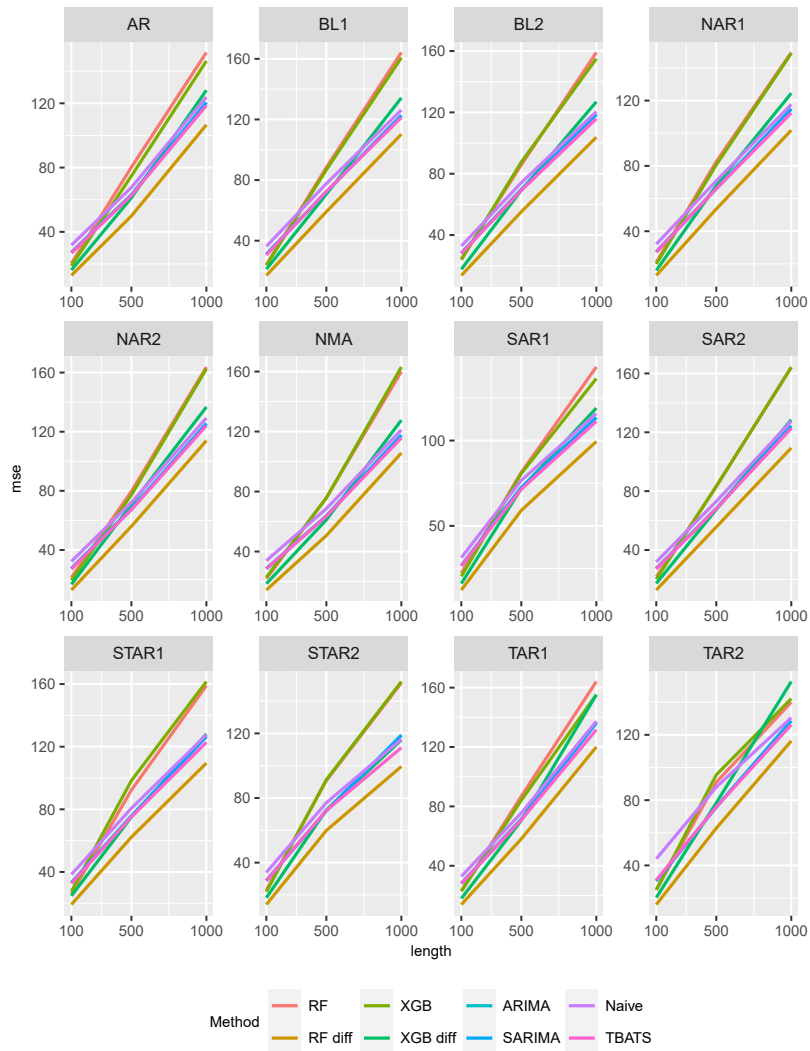 AR BL1 BL2 NAR1
120 80 40
160 120 80 40
160 120 80 40
120 80 40
100 500 1000 100 500 1000 100 500 1000 100 500 1000
NAR2 NMA SAR1 SAR2
mse
160 120 80 40
160 120 80 40
100 50
160 120 80 40
100 500 1000 100 500 1000 100 500 1000 100 500 1000
STAR1 STAR2 TAR1 TAR2
160 120 80 40
120 80 40
160 120 80 40
120 80 40
100 500 1000 100 500 1000 100 500 1000 100 500 1000
length
Method
RF XGB ARIMA Naive
RF diff XGB diff SARIMA TBATS